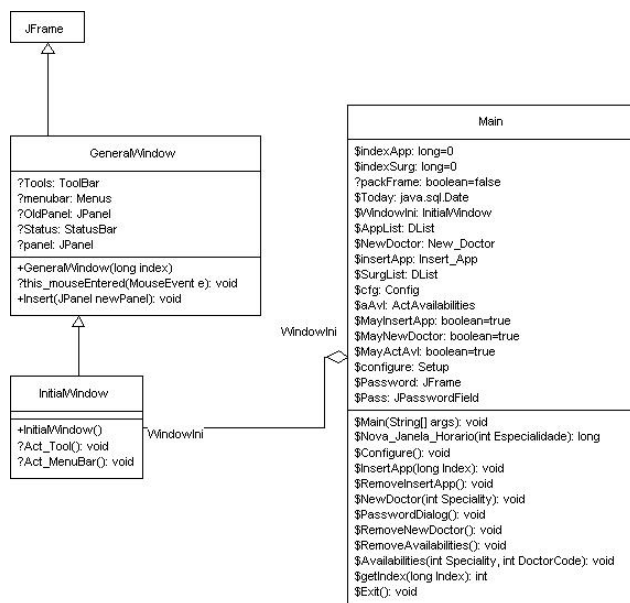 JFrame
GeneralWindow
?Tools: ToolBar
?menubar: Menus
?OldPanel: JPanel
?Status: StatusBar
?panel: JPanel
+GeneralWindow(long index)
?this_mouseEntered(MouseEvent e): void
+Insert(JPanel newPanel): void
InitialWindow
+InitialWindow()
?Act_Tool(): void
?Act_MenuBar(): void
WindowIni
WindowIni
Main
$indexApp: long=0
$indexSurg: long=0
?packFrame: boolean=false
$Today: java.sql.Date
$WindowIni: InitialWindow
$AppList: DList
$NewDoctor: New_Doctor
$insertApp: Insert_App
$SurgList: DList
$cfg: Config
$aAvl: ActAvailabilities
$MayInsertApp: boolean=true
$MayNewDoctor: boolean=true
$MayActAvl: boolean=true
$configure: Setup
$Password: JFrame
$Pass: JPasswordField
$Main(String[] args): void
$Nova_Janela_Horario(int Especialidade): long
$Configure(): void
$InsertApp(long Index): void
$RemoveInsertApp(): void
$NewDoctor(int Speciality): void
$PasswordDialog(): void
$RemoveNewDoctor(): void
$RemoveAvailabilities(): void
$Availabilities(int Speciality, int DoctorCode): void
$getIndex(long Index): int
$Exit(): void